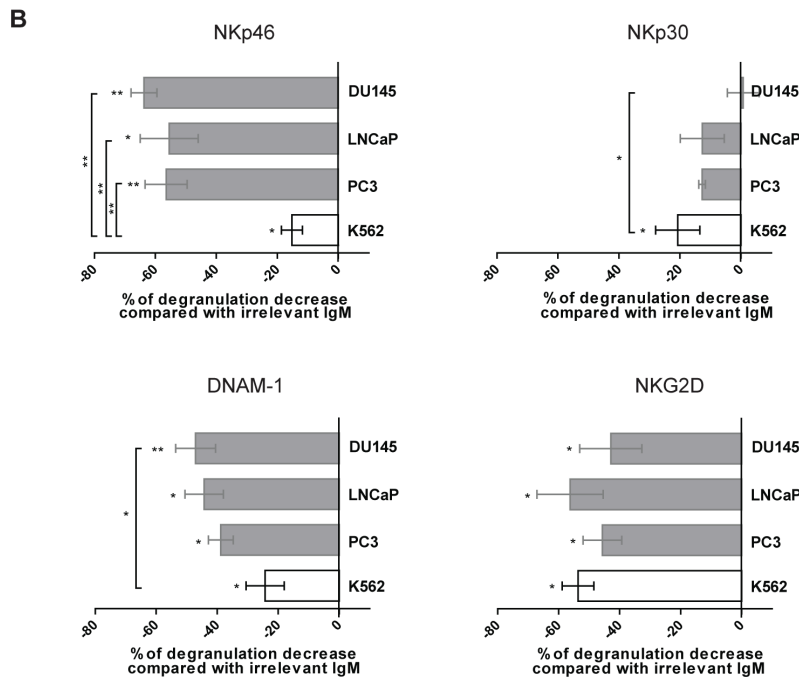 B
NKp46
** DU145
* LNCaP
** PC3
* K562
**
**
**
-80 -60 -40 -20 0
% of degranulation decrease
compared with irrelevant IgM
NKp30
DU145
LNCaP
PC3
* K562
*
-80 -60 -40 -20 0
% of degranulation decrease
compared with irrelevant IgM
DNAM-1
** DU145
* LNCaP
* PC3
* K562
*
-80 -60 -40 -20 0
% of degranulation decrease
compared with irrelevant IgM
NKG2D
* DU145
* LNCaP
* PC3
* K562
-80 -60 -40 -20 0
% of degranulation decrease
compared with irrelevant IgM